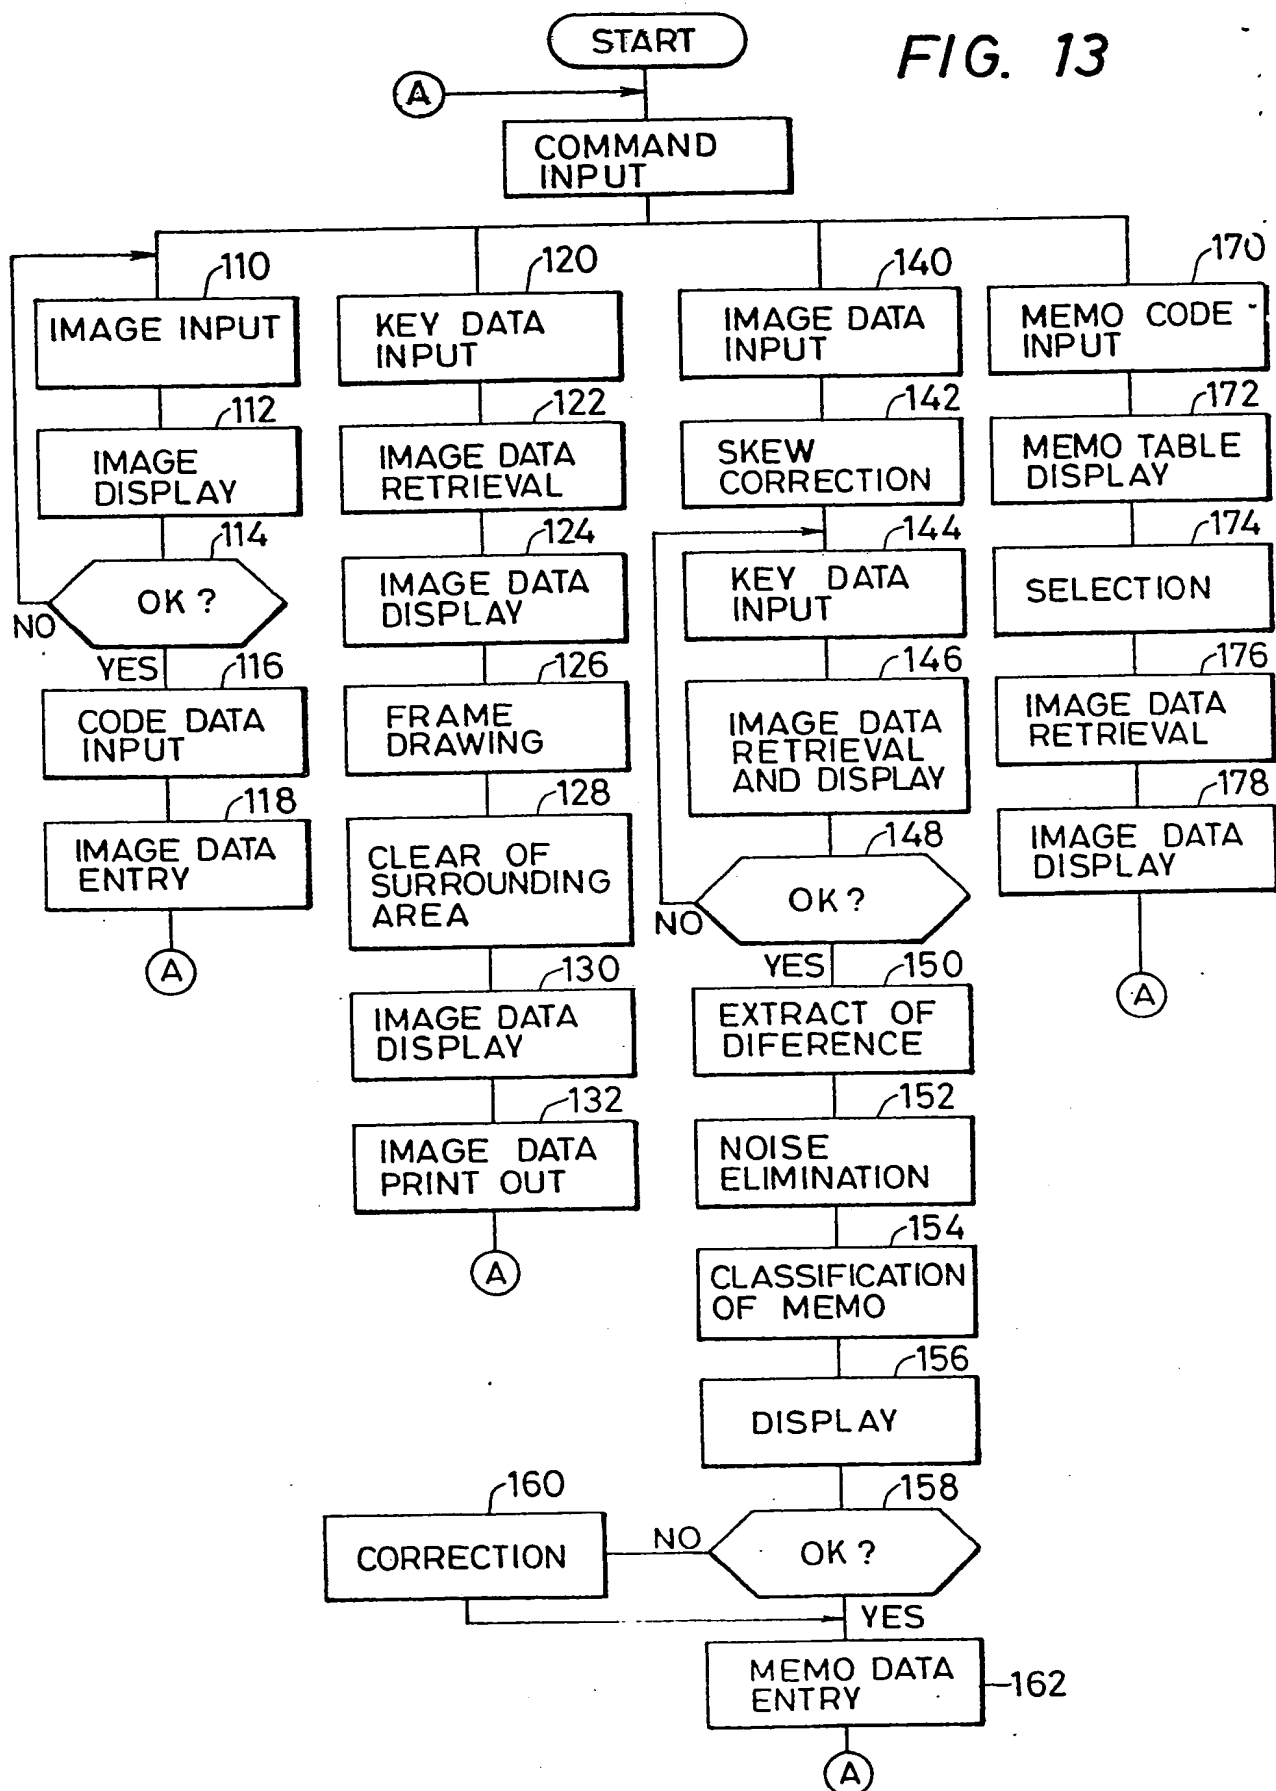 START
FIG. 13
A
COMMAND
INPUT
110
IMAGE INPUT
112
IMAGE
DISPLAY
114
OK?
NO
YES
116
CODE DATA
INPUT
118
IMAGE DATA
ENTRY
A
120
KEY DATA
INPUT
122
IMAGE DATA
RETRIEVAL
124
IMAGE DATA
DISPLAY
126
FRAME
DRAWING
128
CLEAR OF
SURROUNDING
AREA
130
IMAGE DATA
DISPLAY
132
IMAGE DATA
PRINT OUT
A
140
IMAGE DATA
INPUT
142
SKEW
CORRECTION
144
KEY DATA
INPUT
146
IMAGE DATA
RETRIEVAL
AND DISPLAY
148
OK?
NO
YES
150
EXTRACT OF
DIFERENCE
152
NOISE
ELIMINATION
154
CLASSIFICATION
OF MEMO
156
DISPLAY
158
OK?
NO
160
CORRECTION
YES
MEMO DATA
ENTRY
162
A
170
MEMO CODE
INPUT
172
MEMO TABLE
DISPLAY
174
SELECTION
176
IMAGE DATA
RETRIEVAL
178
IMAGE DATA
DISPLAY
A